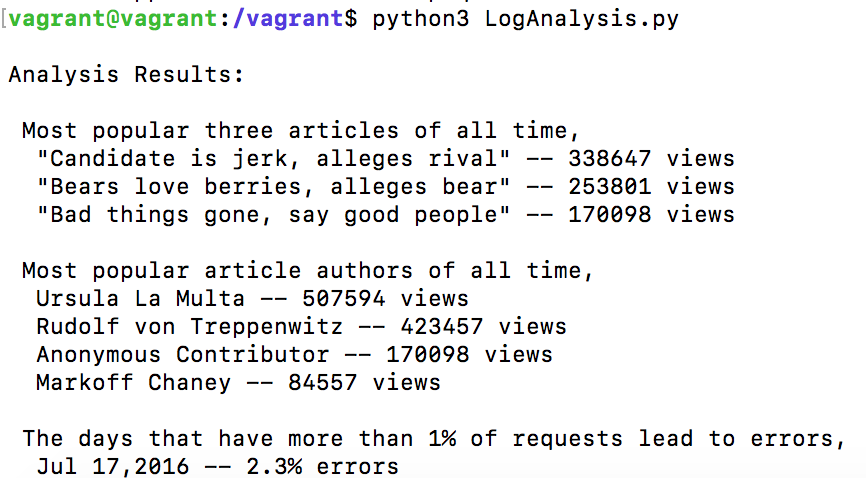 [vagrant@vagrant:/vagrant$ python3 LogAnalysis.py
Analysis Results:
Most popular three articles of all time,
"Candidate is jerk, alleges rival" -- 338647 views
"Bears love berries, alleges bear" -- 253801 views
"Bad things gone, say good people" -- 170098 views
Most popular article authors of all time,
Ursula La Multa -- 507594 views
Rudolf von Treppenwitz -- 423457 views
Anonymous Contributor -- 170098 views
Markoff Chaney -- 84557 views
The days that have more than 1% of requests lead to errors,
Jul 17,2016 -- 2.3% errors